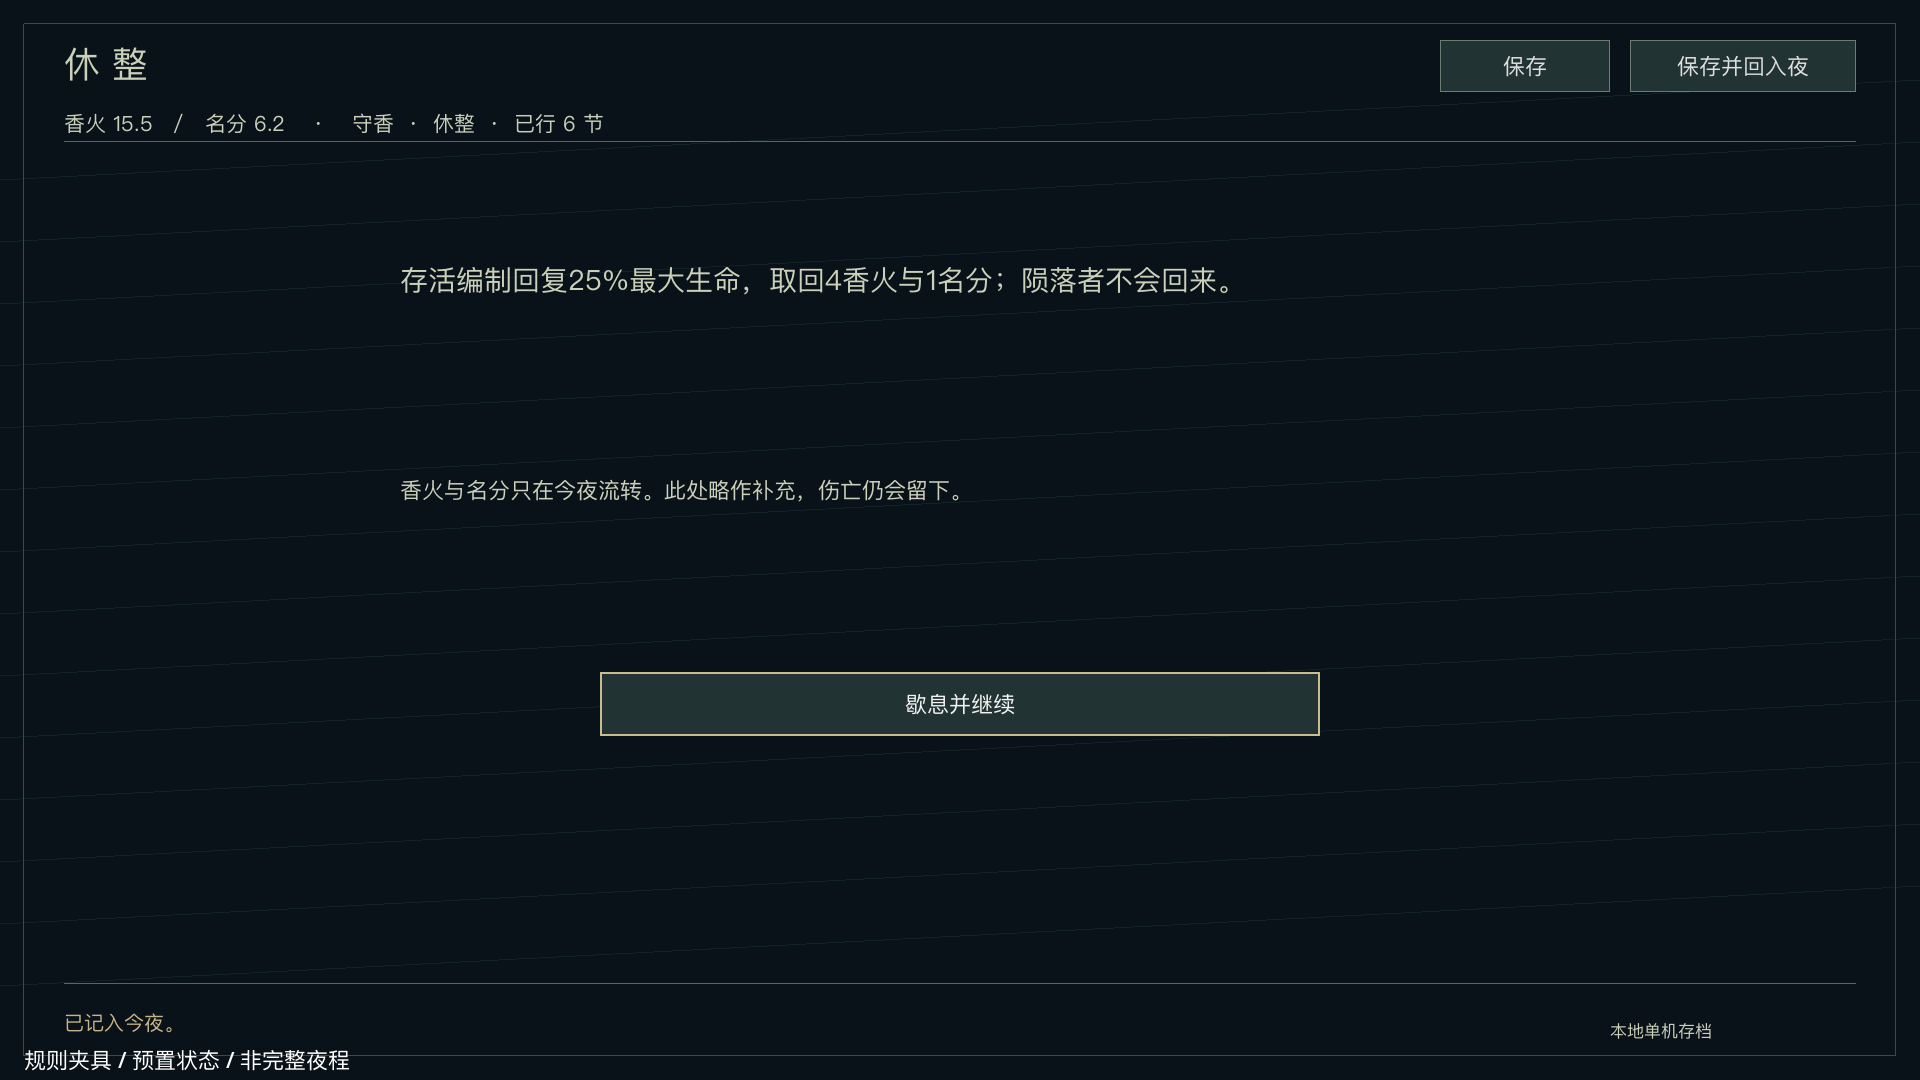 休 整
保存
保存并回入夜
香火 15.5 / 名分 6.2 · 守香 · 休整 · 已行 6 节
存活编制回复25%最大生命，取回4香火与1名分；陨落者不会回来。
香火与名分只在今夜流转。此处略作补充，伤亡仍会留下。
歇息并继续
已记入今夜。
本地单机存档
规则夹具 / 预置状态 / 非完整夜程